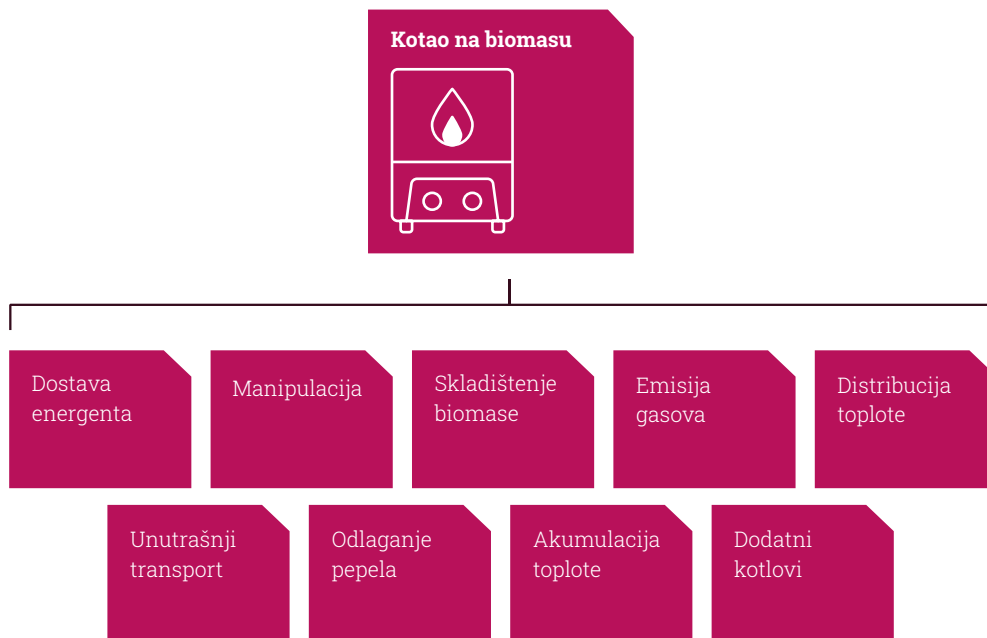 Kotao na biomasu
Dostava
energenta
Manipulacija
Skladištenje
biomase
Emisija
gasova
Distribucija
toplote
Unutrašnji
transport
Odlaganje
pepela
Akumulacija
toplote
Dodatni
kotlovi